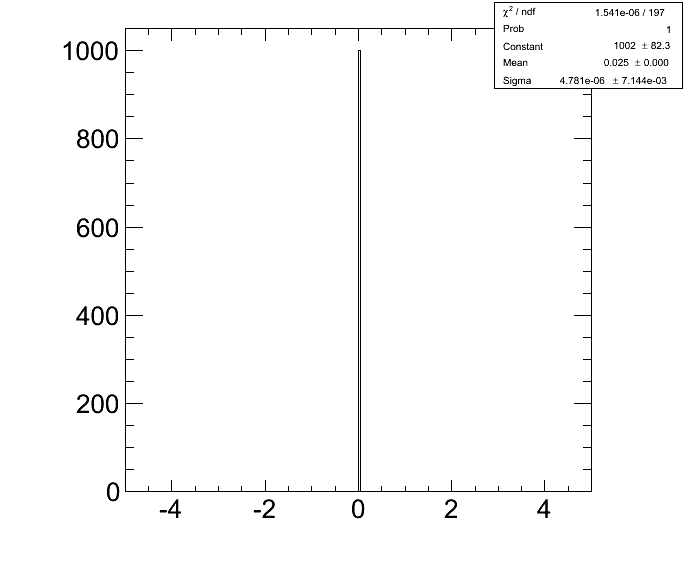 χ² / ndf 1.541e-06 / 197
Prob 1
Constant 1002 ± 82.3
Mean 0.025 ± 0.000
Sigma 4.781e-06 ± 7.144e-03
1000
800
600
400
200
0
-4 -2 0 2 4